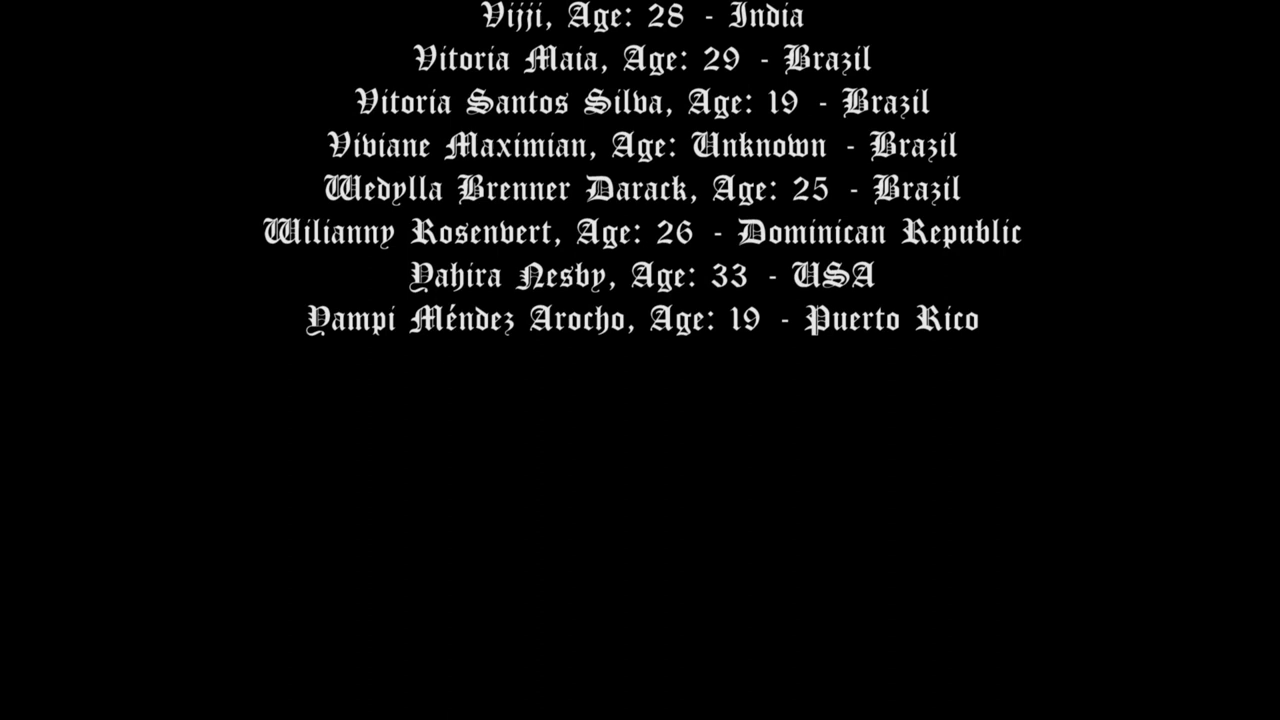 Vijji, Age: 28 - India
Vitoria Maia, Age: 29 - Brazil
Vitoria Santos Silva, Age: 19 - Brazil
Viviane Maximian, Age: Unknown - Brazil
Wedylla Brenner Darack, Age: 25 - Brazil
Wilianny Rosenvert, Age: 26 - Dominican Republic
Yahira Nesby, Age: 33 - USA
Yampi Méndez Arocho, Age: 19 - Puerto Rico